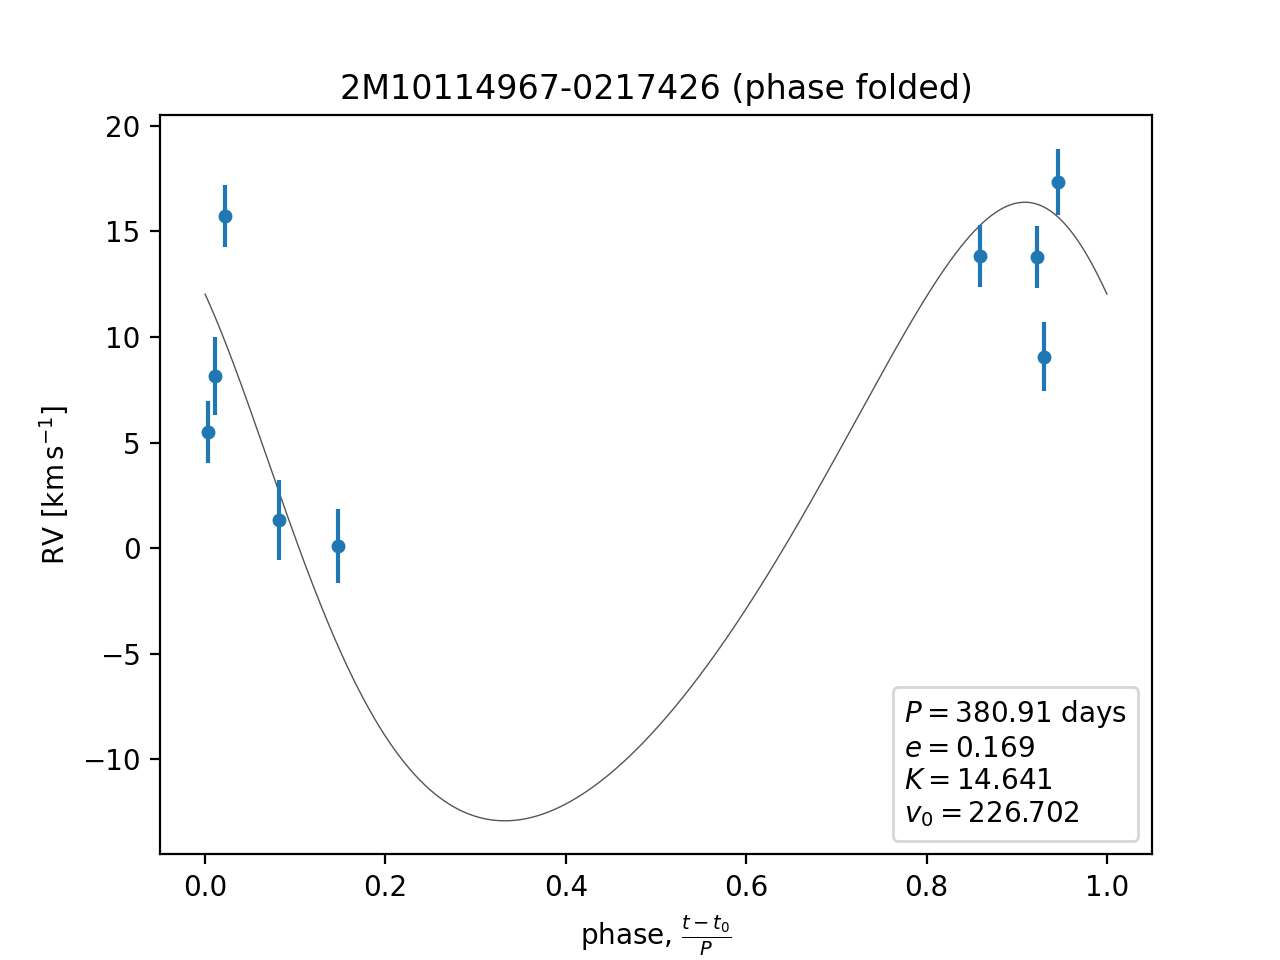 2M10114967-0217426 (phase folded)
20
15
10
5
0
−5
−10
RV [km s⁻¹]
0.0 0.2 0.4 0.6 0.8 1.0
phase, (t − t₀)/P
P = 380.91 days
e = 0.169
K = 14.641
v₀ = 226.702